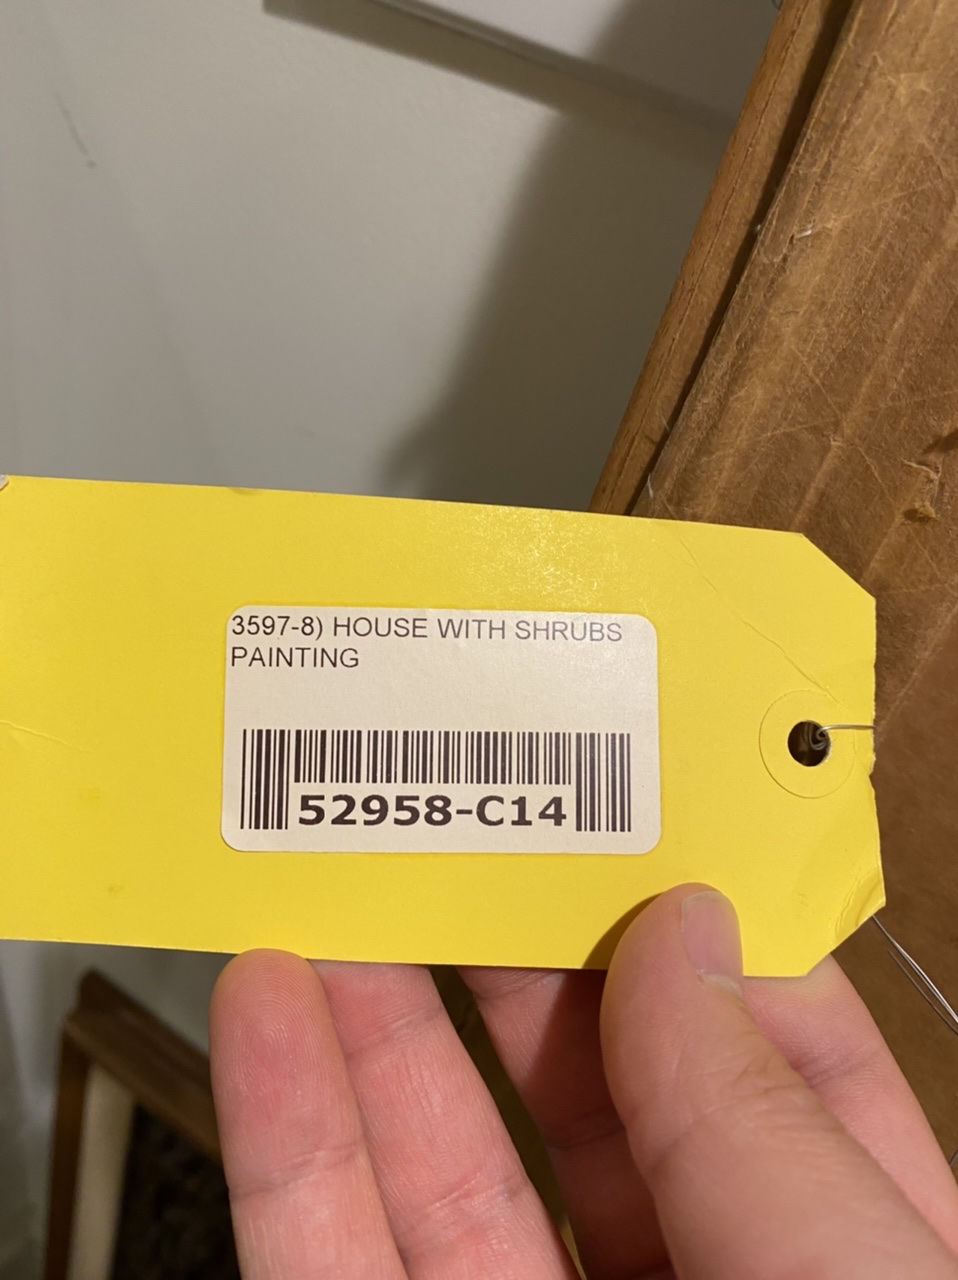 3597-8) HOUSE WITH SHRUBS
PAINTING
52958-C14